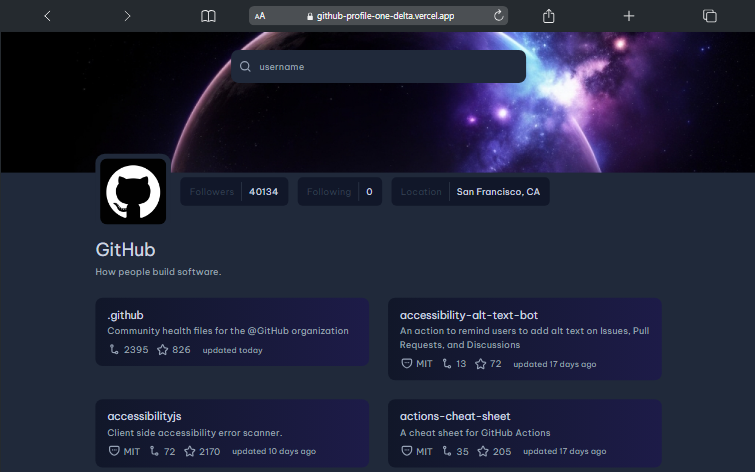 AA github-profile-one-delta.vercel.app
username
Followers 40134 Following 0 Location San Francisco, CA
GitHub
How people build software.
.github
Community health files for the @GitHub organization
2395 826 updated today
accessibility-alt-text-bot
An action to remind users to add alt text on Issues, Pull
Requests, and Discussions
MIT 13 72 updated 17 days ago
accessibilityjs
Client side accessibility error scanner.
MIT 72 2170 updated 10 days ago
actions-cheat-sheet
A cheat sheet for GitHub Actions
MIT 35 205 updated 17 days ago